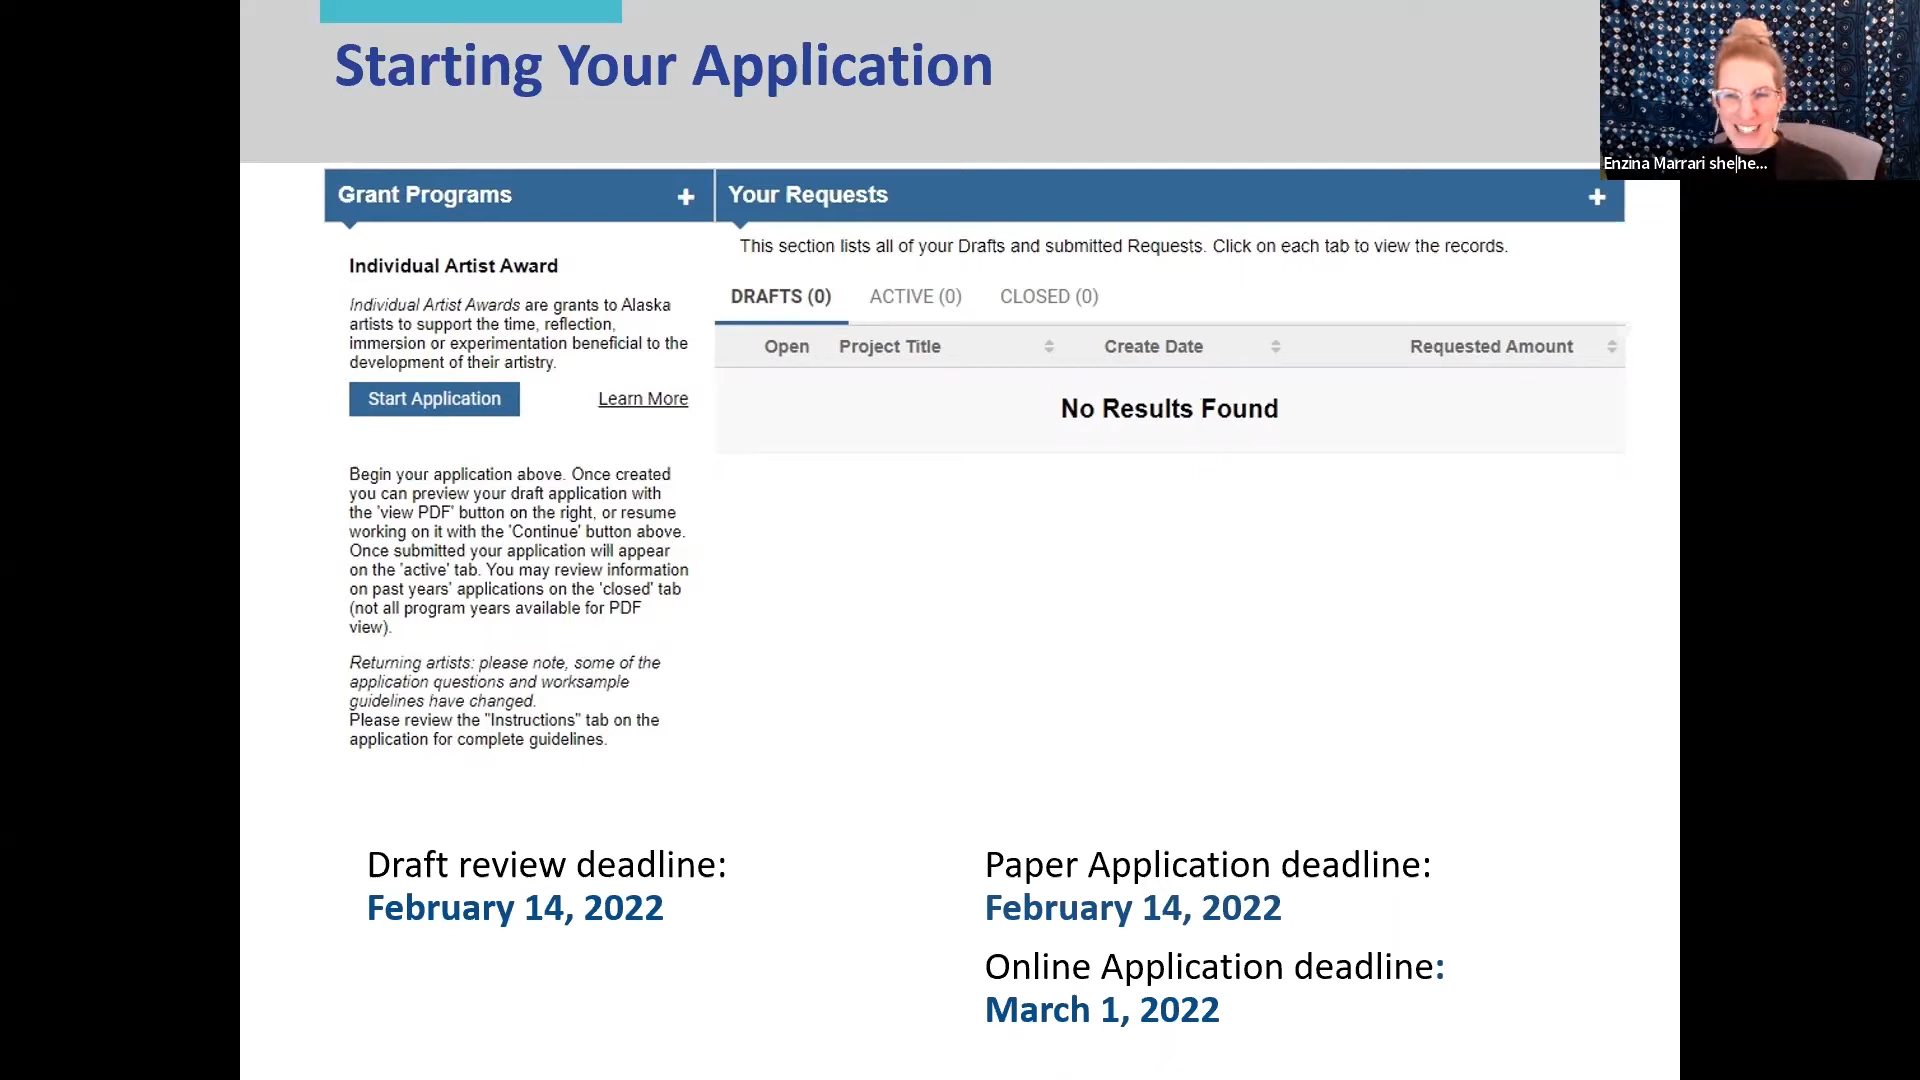 Starting Your Application
Enzina Marrari she|he...
Grant Programs +
Your Requests +
Individual Artist Award
Individual Artist Awards are grants to Alaska
artists to support the time, reflection,
immersion or experimentation beneficial to the
development of their artistry.
Start Application Learn More
Begin your application above. Once created
you can preview your draft application with
the 'view PDF' button on the right, or resume
working on it with the 'Continue' button above.
Once submitted your application will appear
on the 'active' tab. You may review information
on past years' applications on the 'closed' tab
(not all program years available for PDF
view).
Returning artists: please note, some of the
application questions and worksample
guidelines have changed.
Please review the "Instructions" tab on the
application for complete guidelines.
This section lists all of your Drafts and submitted Requests. Click on each tab to view the records.
DRAFTS (0) ACTIVE (0) CLOSED (0)
Open Project Title Create Date Requested Amount
No Results Found
Draft review deadline:
February 14, 2022
Paper Application deadline:
February 14, 2022
Online Application deadline:
March 1, 2022